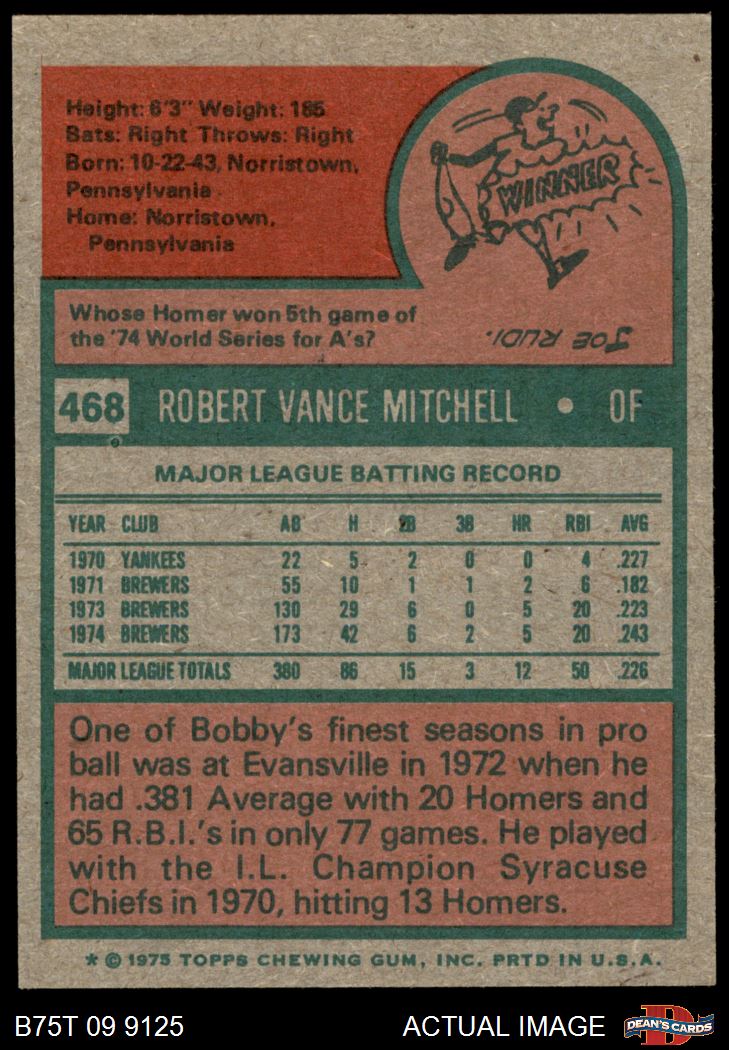 Height: 6'3" Weight: 185
Bats: Right Throws: Right
Born: 10-22-43, Norristown,
Pennsylvania
Home: Norristown,
Pennsylvania
WINNER
Whose Homer won 5th game of
the '74 World Series for A's?
JOE RUDI.
468 ROBERT VANCE MITCHELL • OF
MAJOR LEAGUE BATTING RECORD
YEAR CLUB AB H 2B 3B HR RBI AVG
1970 YANKEES 22 5 2 0 0 4 .227
1971 BREWERS 55 10 1 1 2 6 .182
1973 BREWERS 130 29 6 0 5 20 .223
1974 BREWERS 173 42 6 2 5 20 .243
MAJOR LEAGUE TOTALS 380 86 15 3 12 50 .226
One of Bobby's finest seasons in pro
ball was at Evansville in 1972 when he
had .381 Average with 20 Homers and
65 R.B.I.'s in only 77 games. He played
with the I.L. Champion Syracuse
Chiefs in 1970, hitting 13 Homers.
* © 1975 TOPPS CHEWING GUM, INC. PRTD IN U.S.A.
B75T 09 9125 ACTUAL IMAGE DEAN'S CARDS